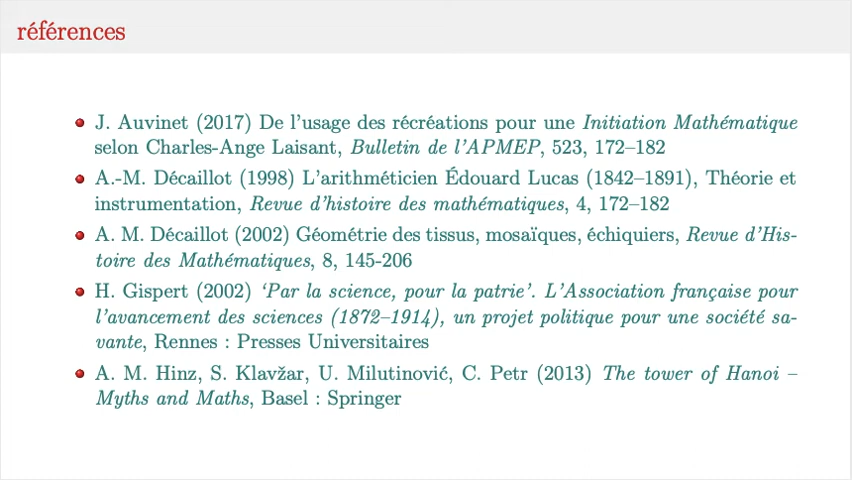 références
J. Auvinet (2017) De l'usage des récréations pour une Initiation Mathématique
selon Charles-Ange Laisant, Bulletin de l'APMEP, 523, 172–182
A.-M. Décaillot (1998) L'arithméticien Édouard Lucas (1842–1891), Théorie et
instrumentation, Revue d'histoire des mathématiques, 4, 172–182
A. M. Décaillot (2002) Géométrie des tissus, mosaïques, échiquiers, Revue d'His-
toire des Mathématiques, 8, 145-206
H. Gispert (2002) ‘Par la science, pour la patrie’. L'Association française pour
l'avancement des sciences (1872–1914), un projet politique pour une société sa-
vante, Rennes : Presses Universitaires
A. M. Hinz, S. Klavžar, U. Milutinović, C. Petr (2013) The tower of Hanoi –
Myths and Maths, Basel : Springer